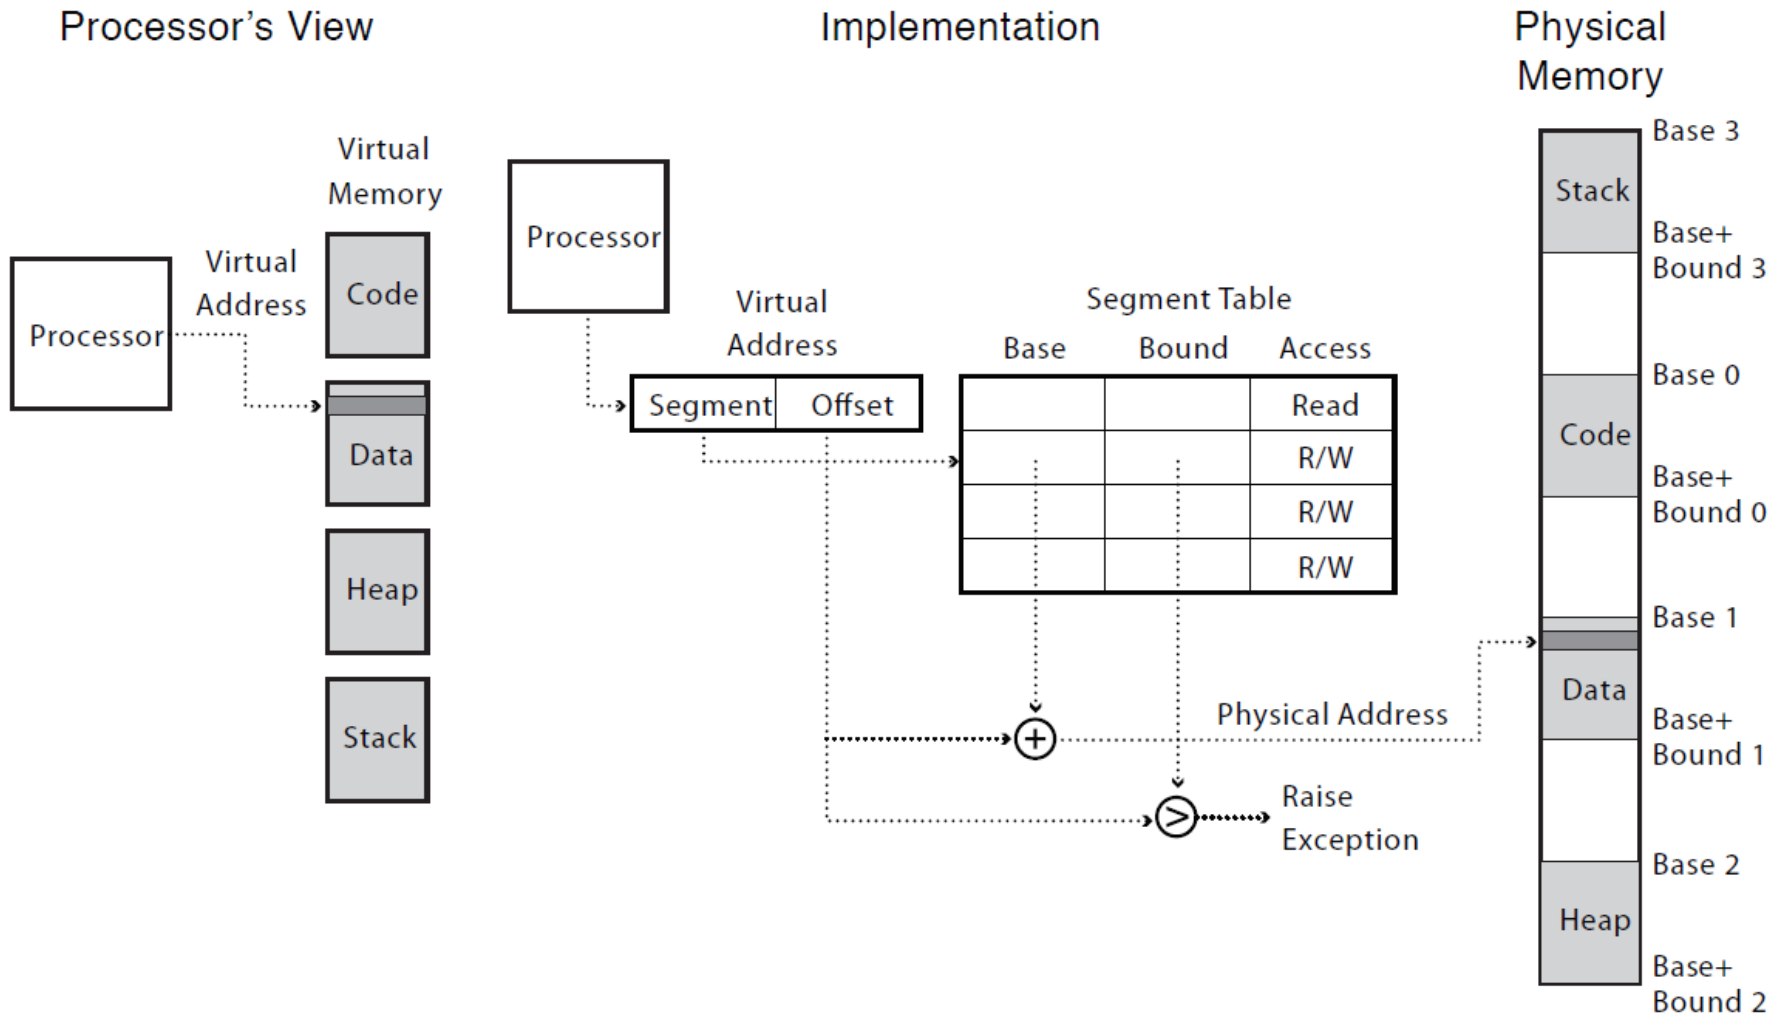 Processor's View
Implementation
Physical
Memory
Virtual
Memory
Processor
Virtual
Address
Code
Data
Heap
Stack
Processor
Virtual
Address
Segment Offset
Segment Table
Base Bound Access
Read
R/W
R/W
R/W
+
>
Physical Address
Raise
Exception
Base 3
Stack
Base+
Bound 3
Base 0
Code
Base+
Bound 0
Base 1
Data
Base+
Bound 1
Base 2
Heap
Base+
Bound 2